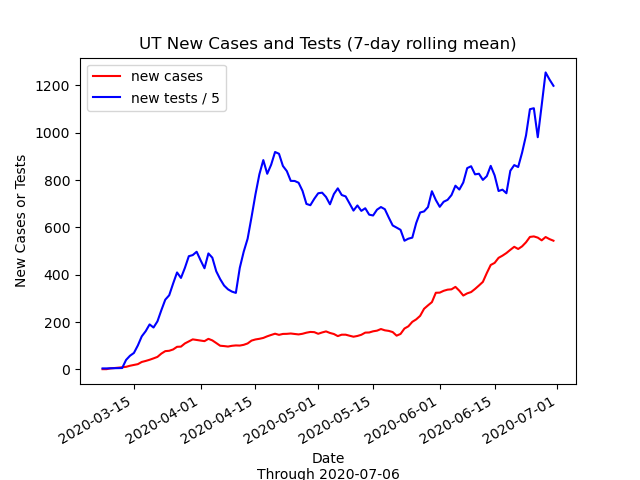 UT New Cases and Tests (7-day rolling mean)
new cases
new tests / 5
New Cases or Tests
1200
1000
800
600
400
200
0
2020-03-15
2020-04-01
2020-04-15
2020-05-01
2020-05-15
2020-06-01
2020-06-15
2020-07-01
Date
Through 2020-07-06